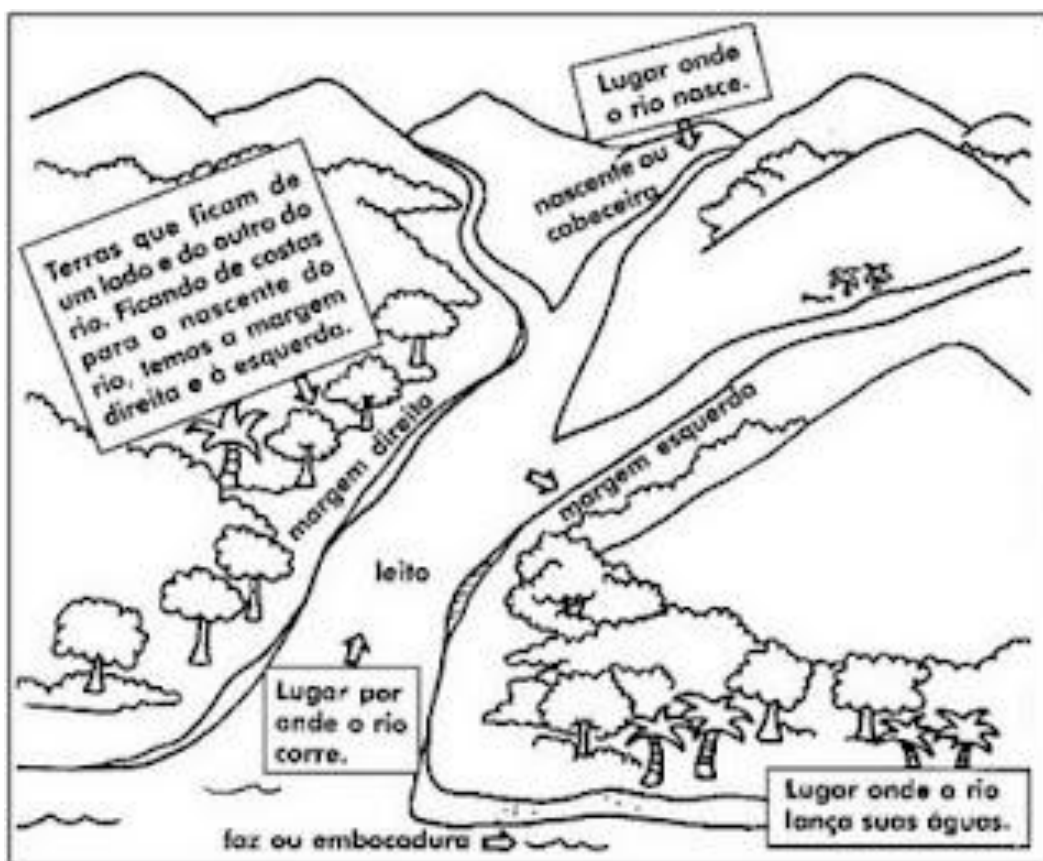 Lugar onde
o rio nasce.
nascente ou
cabeceira
Terras que ficam de
um lado e do outro do
rio. Ficando de costas
para a nascente do
rio, temos a margem
direita e à esquerda.
margem direita
margem esquerda
leito
Lugar por
onde o rio
corre.
Lugar onde o rio
lança suas águas.
foz ou embocadura